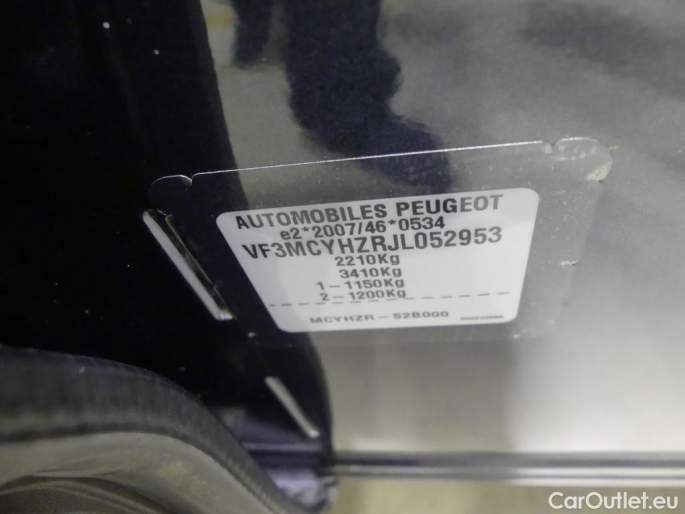 AUTOMOBILES PEUGEOT
e2*2007/46*0534
VF3MCYHZRJL052953
2210Kg
3410Kg
1-1150Kg
2-1200Kg
MCYHZR-S2B000
CarOutlet.eu